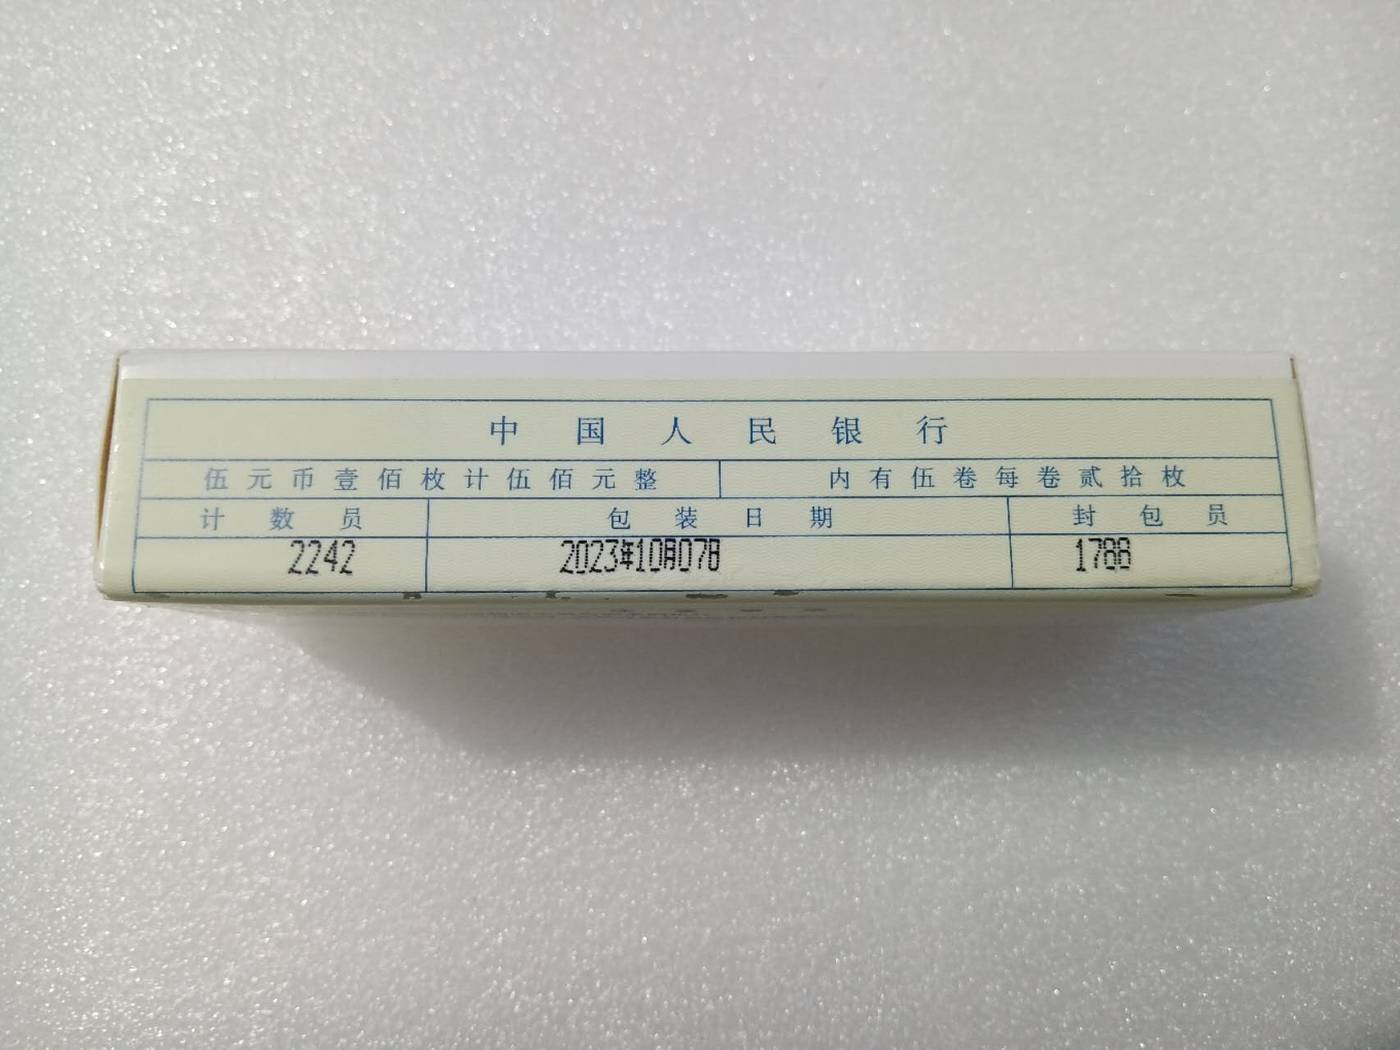 中国人民银行
伍元币壹佰枚计伍佰元整 内有伍卷每卷贰拾枚
计数员 包装日期 封包员
2242 2023年10月07日 1788